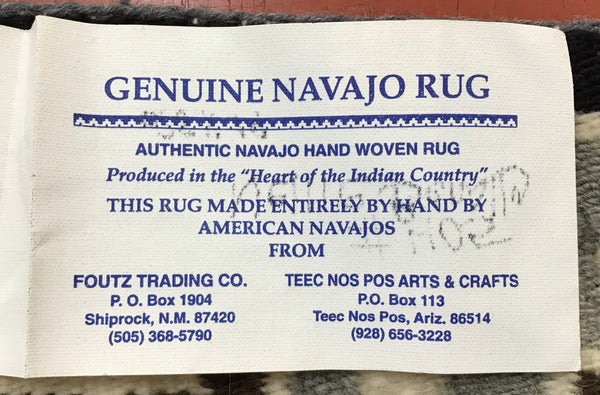 GENUINE NAVAJO RUG
AUTHENTIC NAVAJO HAND WOVEN RUG
Produced in the “Heart of the Indian Country”
THIS RUG MADE ENTIRELY BY HAND BY
AMERICAN NAVAJOS
FROM
FOUTZ TRADING CO.
P. O. Box 1904
Shiprock, N.M. 87420
(505) 368-5790
TEEC NOS POS ARTS & CRAFTS
P.O. Box 113
Teec Nos Pos, Ariz. 86514
(928) 656-3228